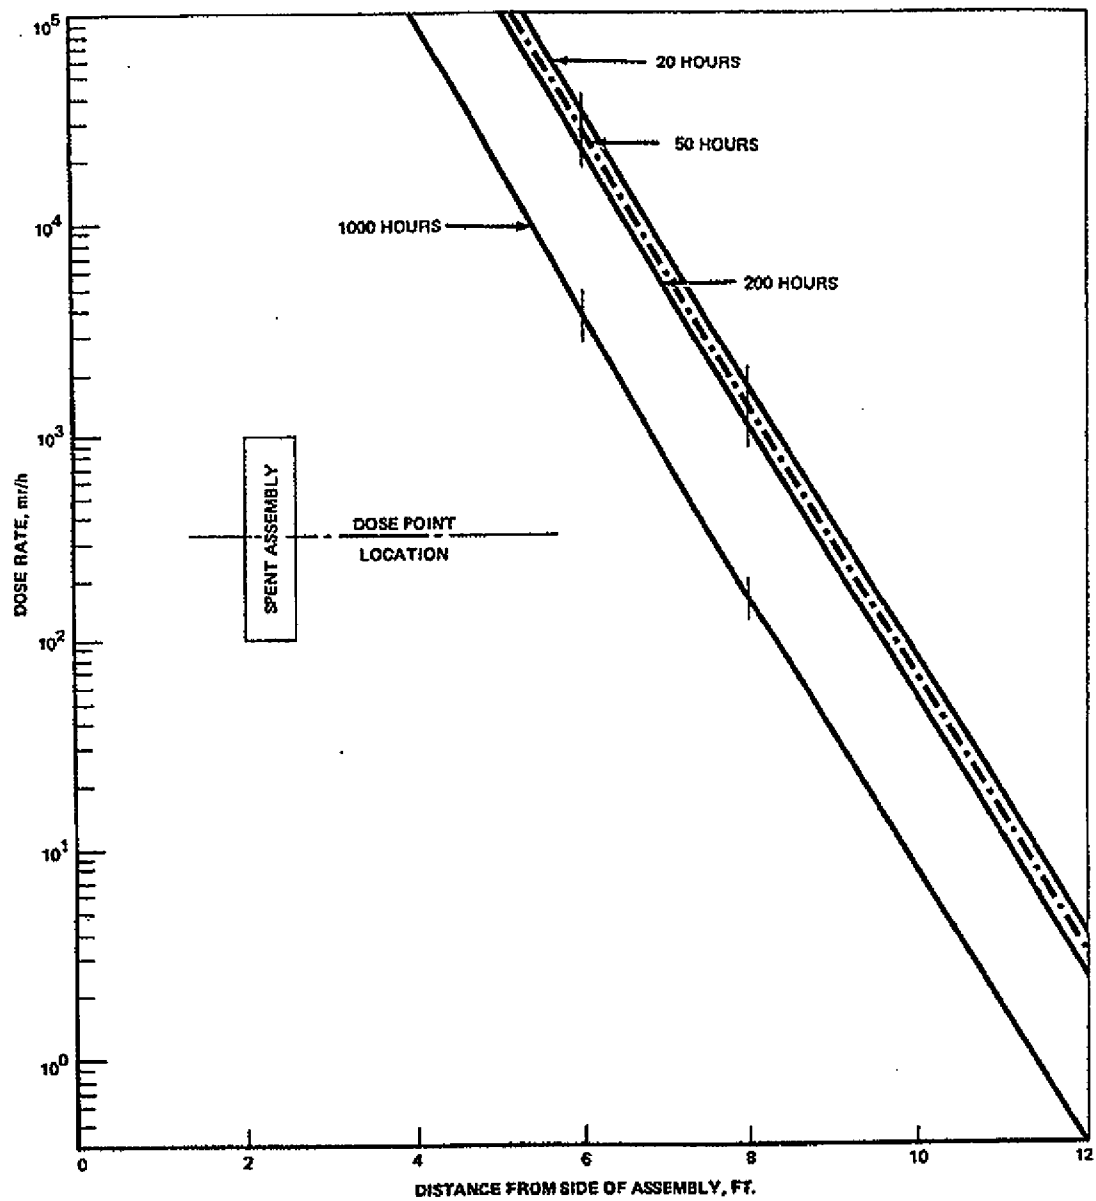 10⁵
20 HOURS
50 HOURS
10⁴
1000 HOURS
200 HOURS
10³
DOSE RATE, mr/h
SPENT ASSEMBLY
DOSE POINT
LOCATION
10²
10¹
10⁰
0 2 4 6 8 10 12
DISTANCE FROM SIDE OF ASSEMBLY, FT.